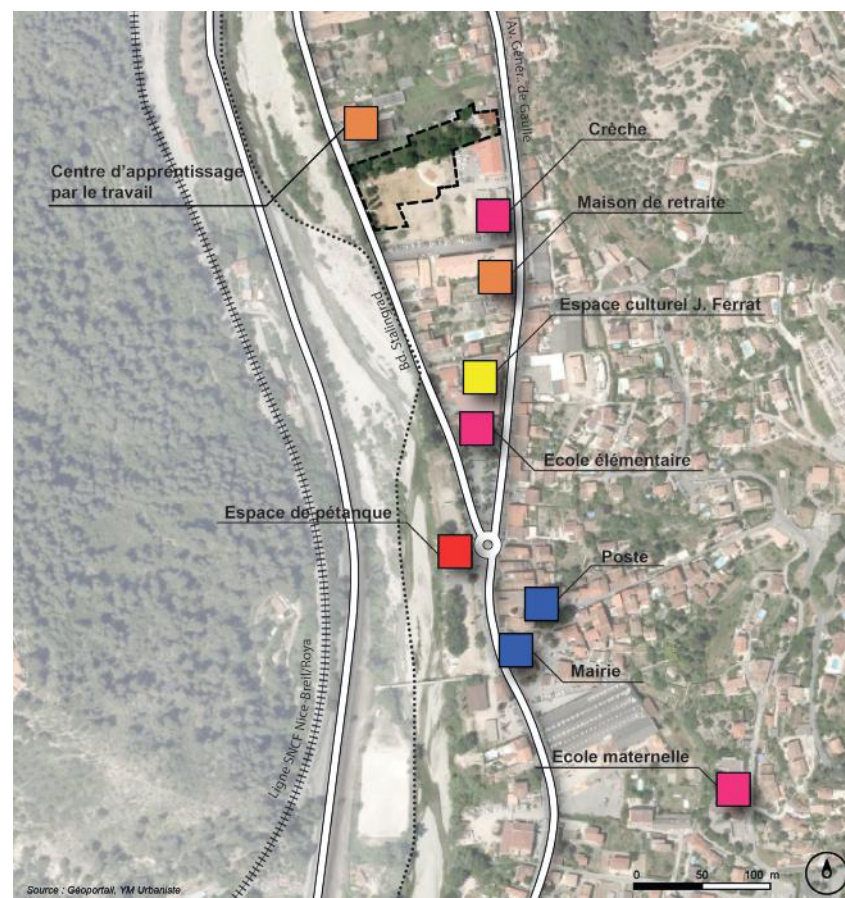 Av. Génér. de Gaulle
Crèche
Centre d'apprentissage
par le travail
Maison de retraite
Espace culturel J. Ferrat
Bd. Stalingrad
Ecole élémentaire
Espace de pétanque
Poste
Mairie
Ligne SNCF Nice-Breil/Roya
Ecole maternelle
Source : Géoportail, YM Urbaniste
0 50 100 m